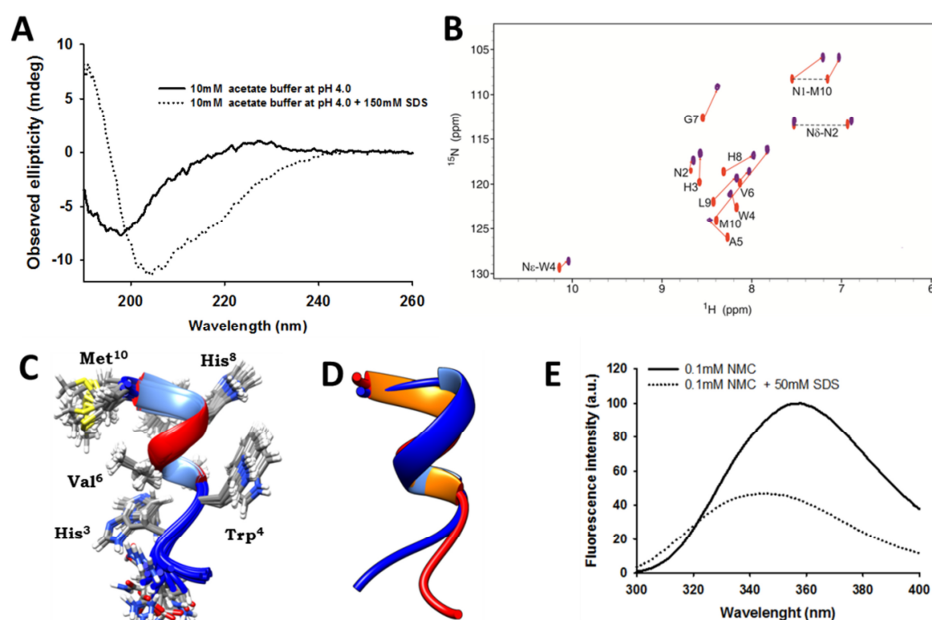 A
10
5
0
-5
-10
Observed ellipticity (mdeg)
10mM acetate buffer at pH 4.0
10mM acetate buffer at pH 4.0 + 150mM SDS
200
220
240
260
Wavelength (nm)
B
105
110
115
120
125
130
¹⁵N (ppm)
N1-M10
G7
Nδ-N2
N2
H8
H3
V6
L9
W4
M10
A5
Nε-W4
10
9
8
7
6
¹H (ppm)
C
Met¹⁰
His⁸
Val⁶
His³
Trp⁴
D
E
0.1mM NMC
0.1mM NMC + 50mM SDS
120
100
80
60
40
20
0
Fluorescence intensity (a.u.)
300
320
340
360
380
400
Wavelenght (nm)